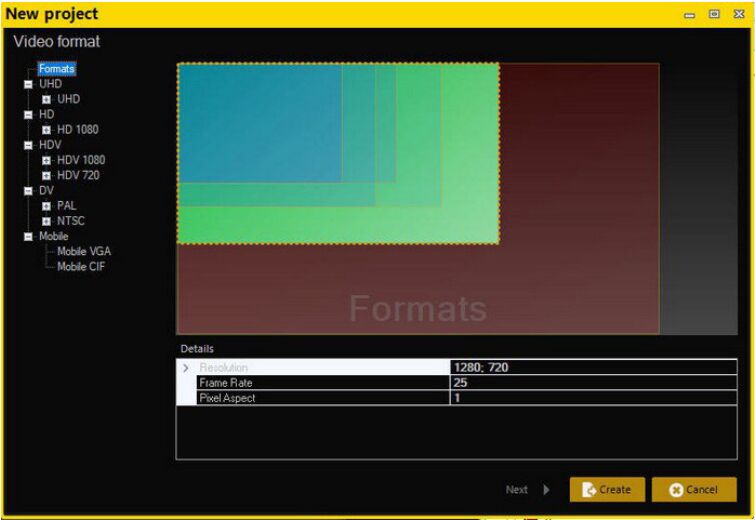 New project
Video format
Formats
UHD
UHD
HD
HD 1080
HDV
HDV 1080
HDV 720
DV
PAL
NTSC
Mobile
Mobile VGA
Mobile CIF
Formats
Details
Resolution 1280; 720
Frame Rate 25
Pixel Aspect 1
Next Create Cancel